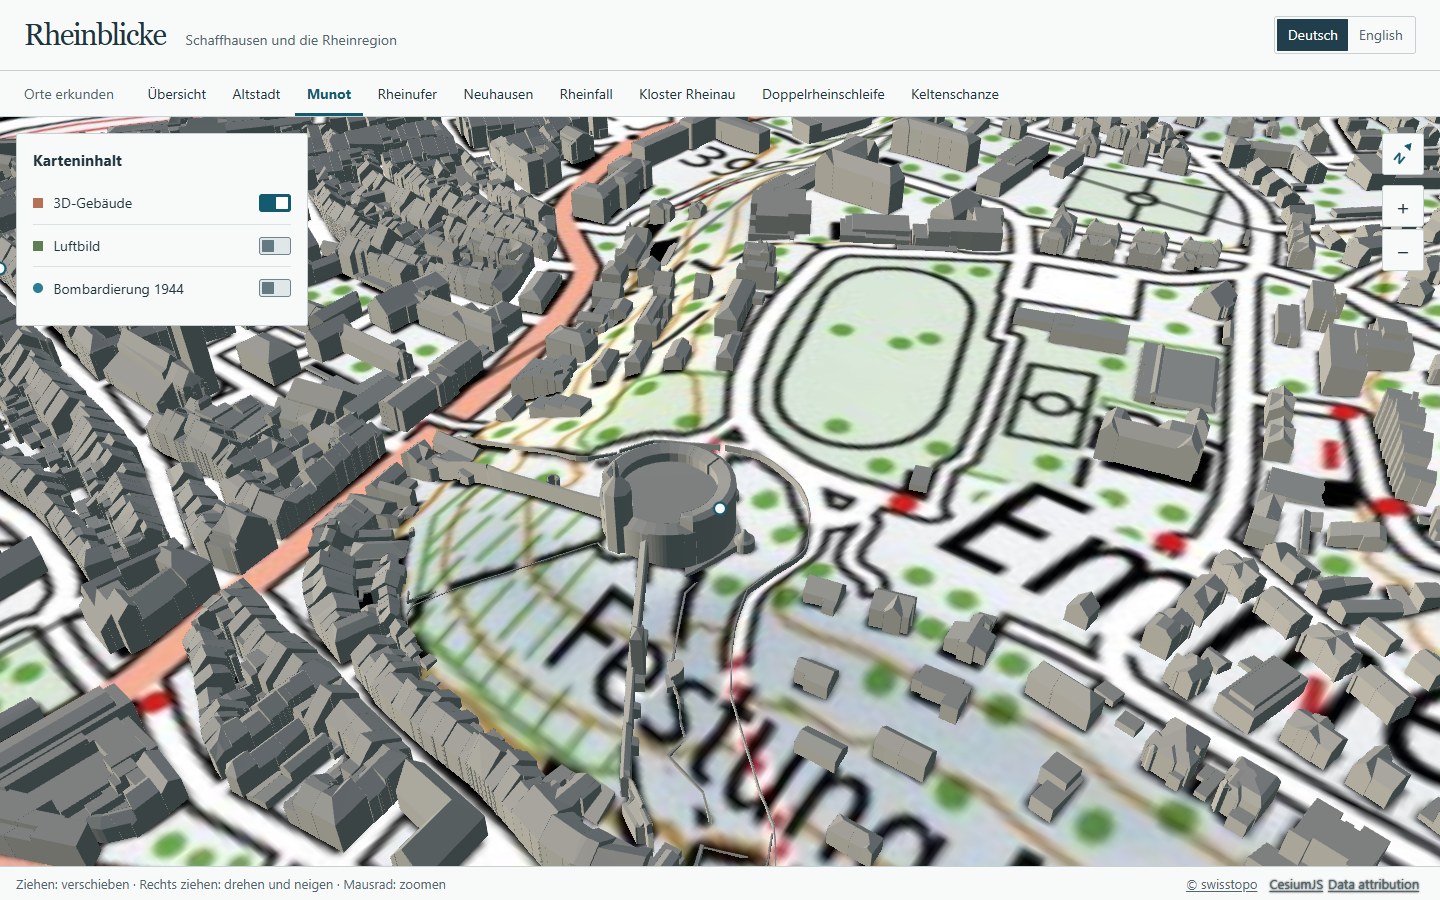 Rheinblicke
Schaffhausen und die Rheinregion
Deutsch English
Orte erkunden Übersicht Altstadt Munot Rheinufer Neuhausen Rheinfall Kloster Rheinau Doppelrheinschleife Keltenschanze
Karteninhalt
3D-Gebäude
Luftbild
Bombardierung 1944
N
+
−
Festung
Ziehen: verschieben · Rechts ziehen: drehen und neigen · Mausrad: zoomen
© swisstopo CesiumJS Data attribution